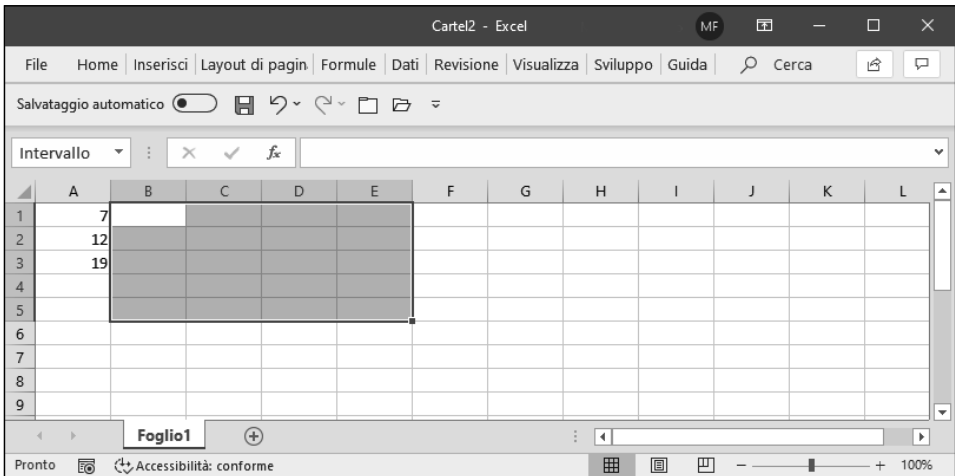 Cartel2 - Excel MF
File Home Inserisci Layout di pagin Formule Dati Revisione Visualizza Sviluppo Guida Cerca
Salvataggio automatico
Intervallo fx
A B C D E F G H I J K L
1 7
2 12
3 19
4
5
6
7
8
9
Foglio1
Pronto Accessibilità: conforme 100%